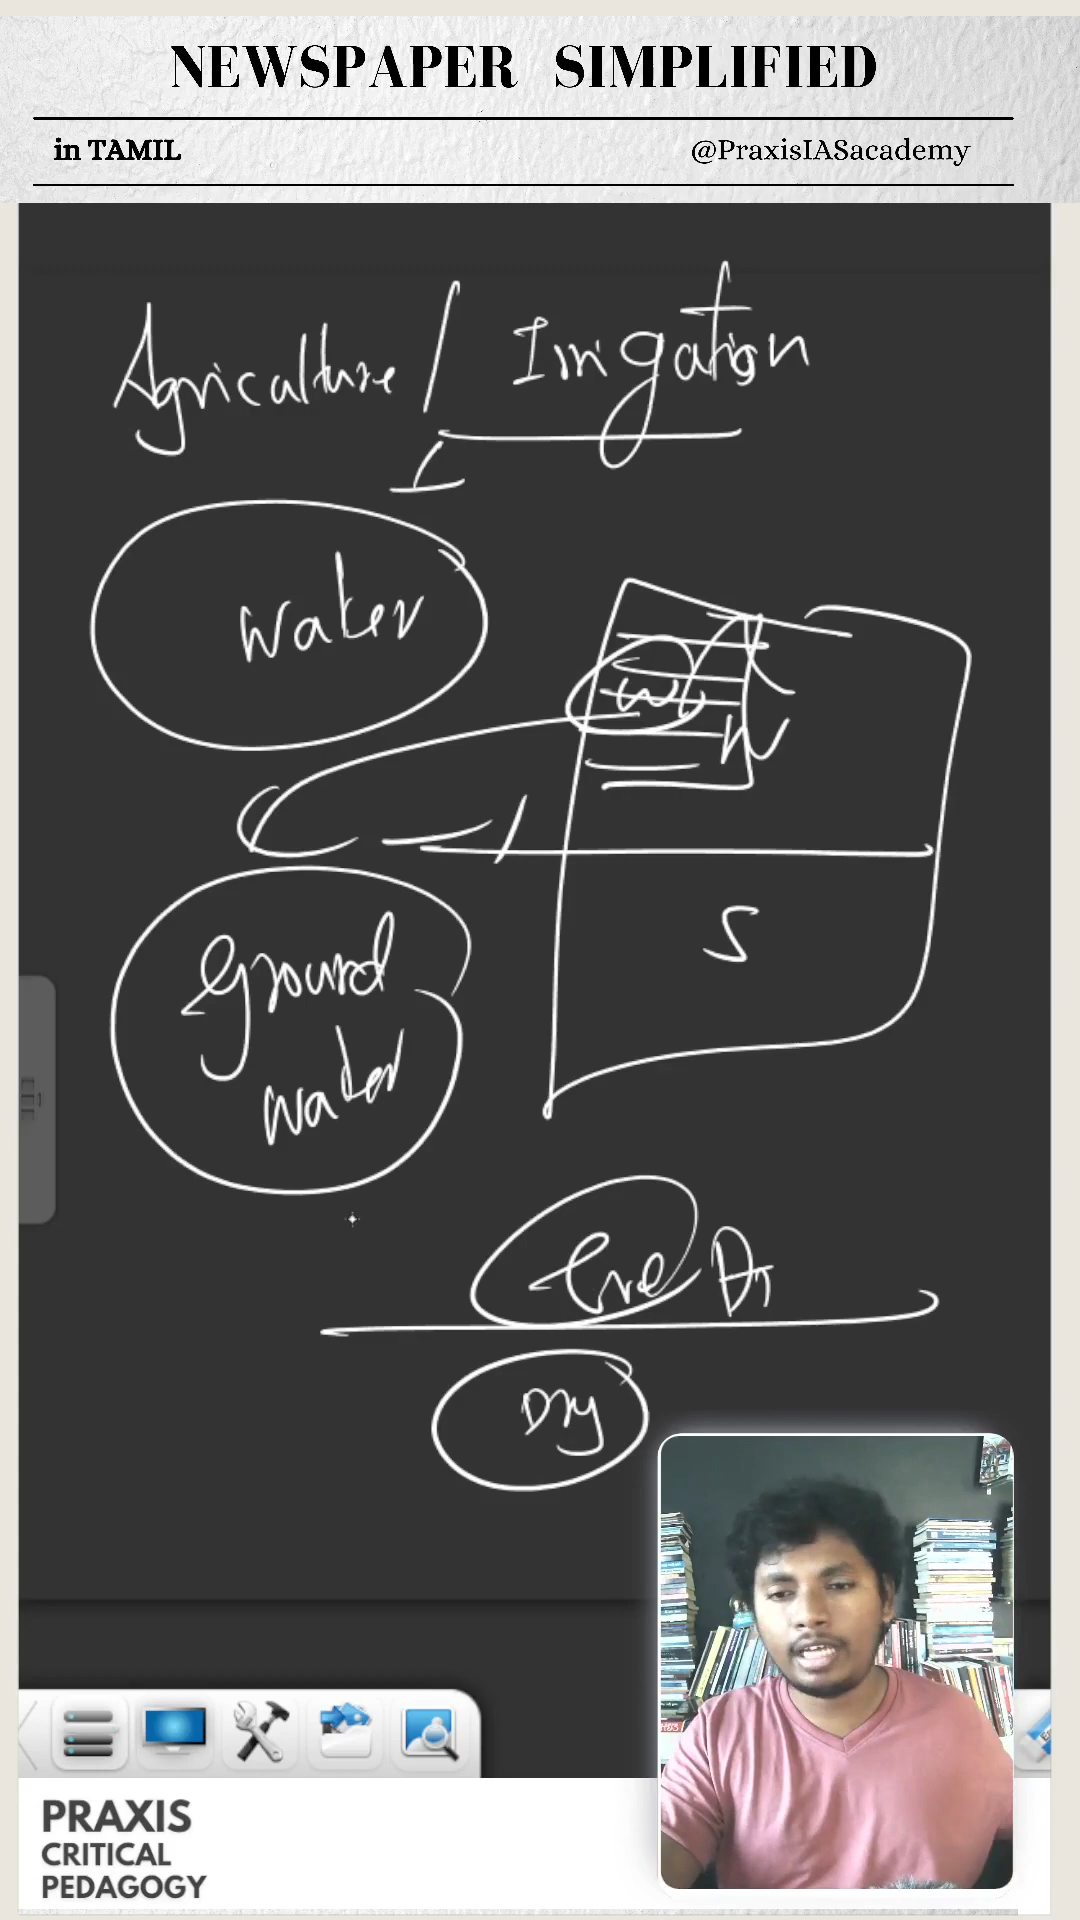 NEWSPAPER SIMPLIFIED
in TAMIL
@PraxisIASacademy
Agriculture / Irrigation
Water
W
S
Ground
water
Dry
PRAXIS
CRITICAL
PEDAGOGY